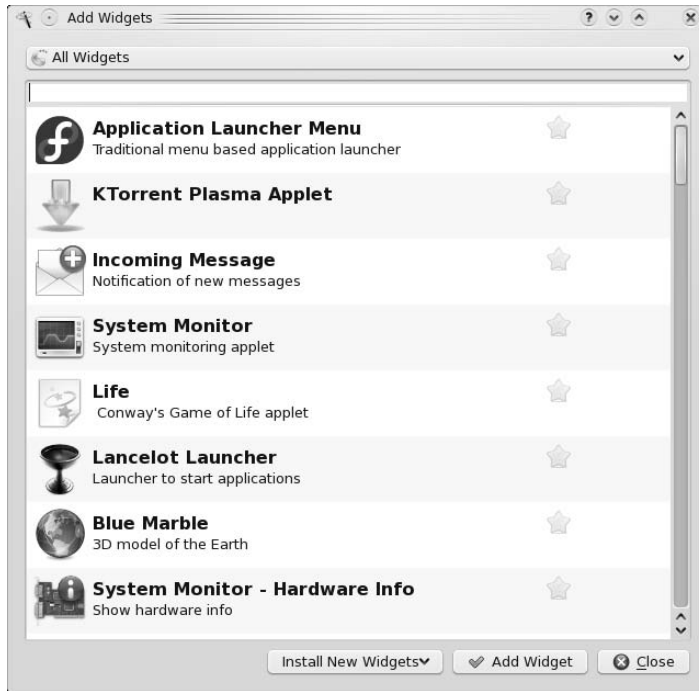 Add Widgets
All Widgets
Application Launcher Menu
Traditional menu based application launcher
KTorrent Plasma Applet
Incoming Message
Notification of new messages
System Monitor
System monitoring applet
Life
Conway's Game of Life applet
Lancelot Launcher
Launcher to start applications
Blue Marble
3D model of the Earth
System Monitor - Hardware Info
Show hardware info
Install New Widgets Add Widget Close